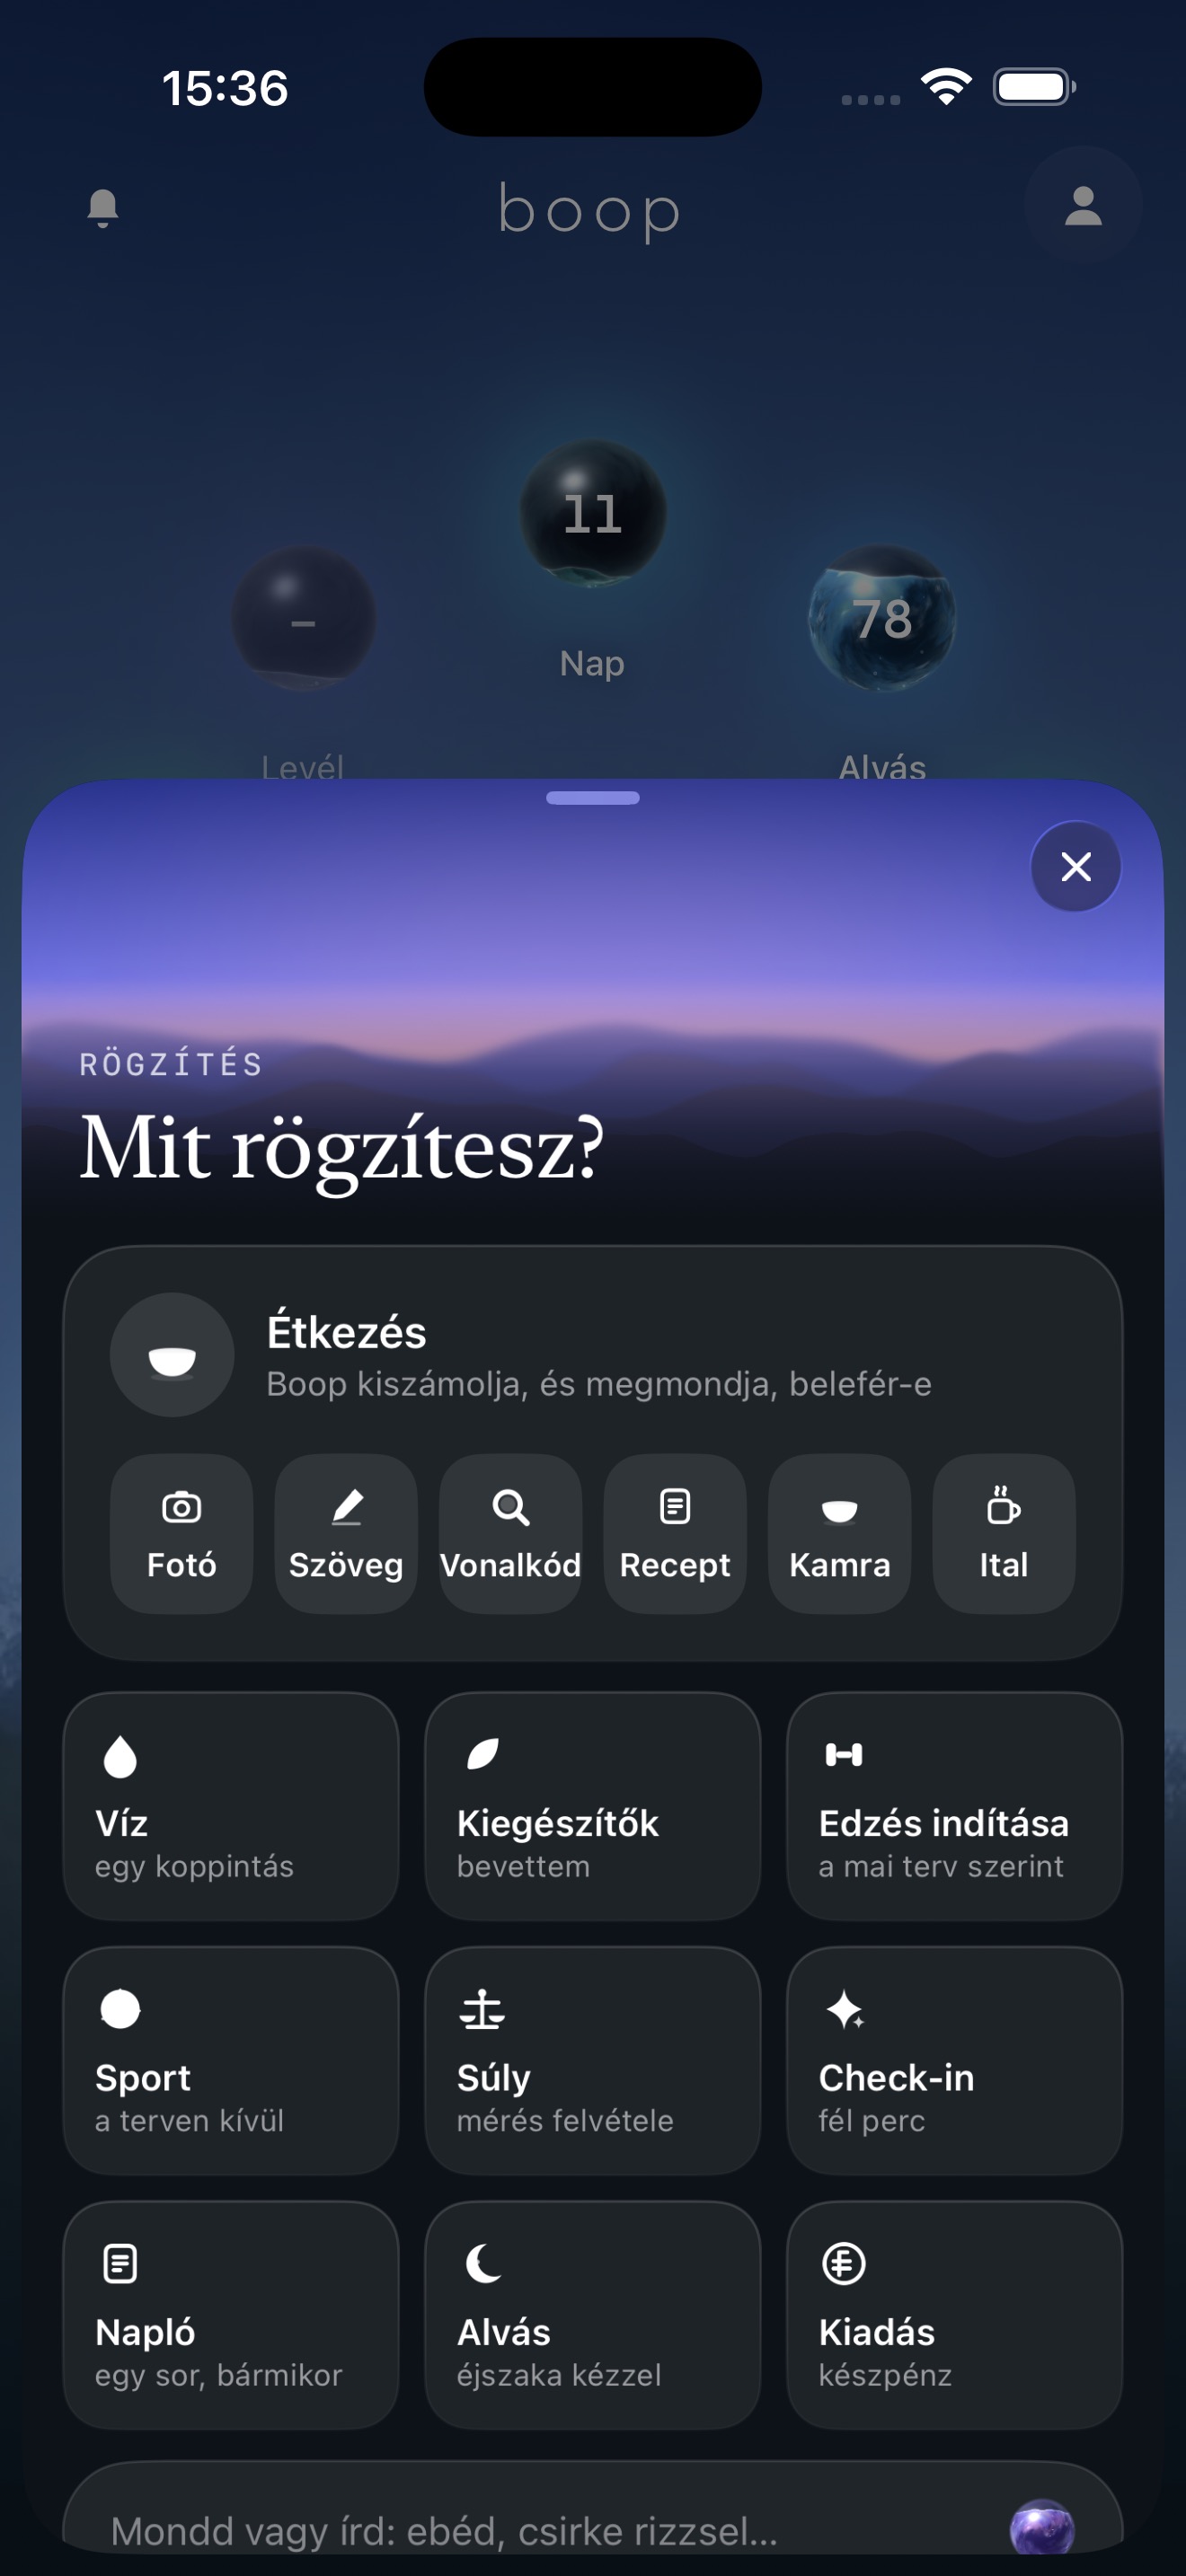 15:36
boop
11
–
78
Nap
Levél
Alvás
RÖGZÍTÉS
Mit rögzítesz?
Étkezés
Boop kiszámolja, és megmondja, belefér-e
Fotó Szöveg Vonalkód Recept Kamra Ital
Víz Kiegészítők Edzés indítása
egy koppintás bevettem a mai terv szerint
Sport Súly Check-in
a terven kívül mérés felvétele fél perc
Napló Alvás Kiadás
egy sor, bármikor éjszaka kézzel készpénz
Mondd vagy írd: ebéd, csirke rizzsel...